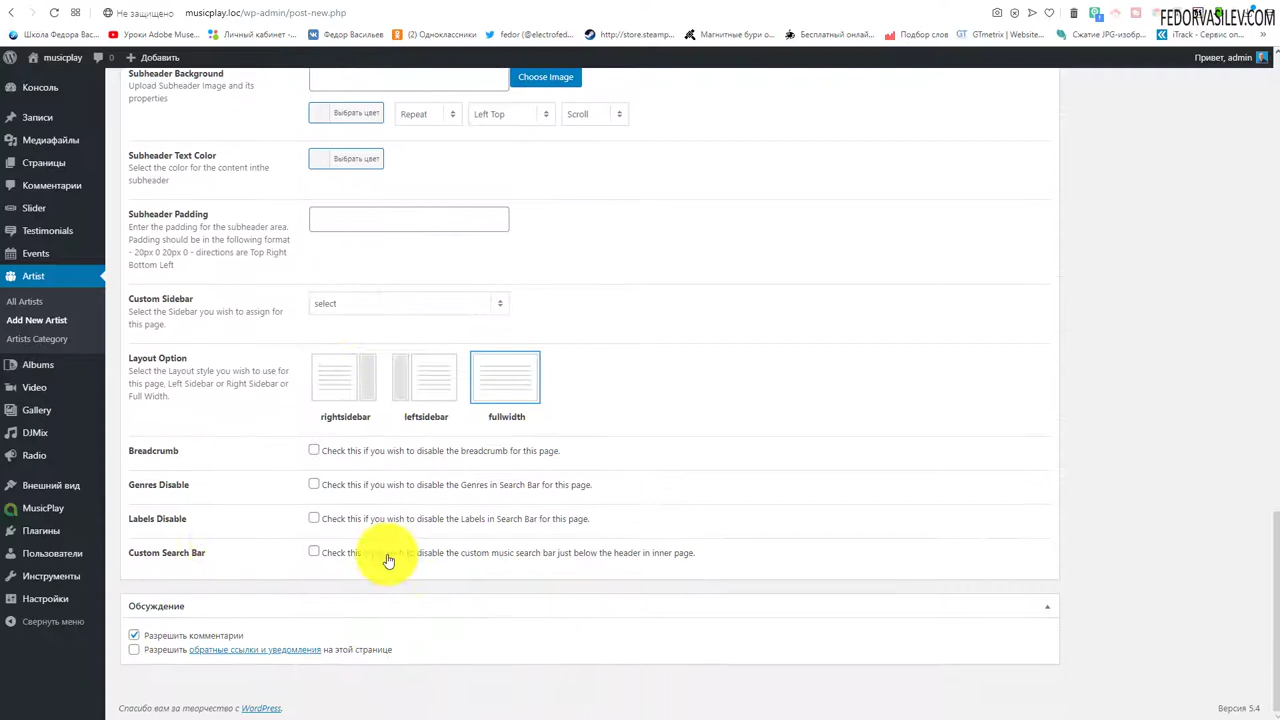 Не защищено musicplay.loc/wp-admin/post-new.php
FEDORVASILEV.COM
Школа Федора Вас... Уроки Adobe Muse... Личный кабинет -... Федор Васильев (2) Одноклассники fedor (@electrofed... http://store.steamp... Магнитные бури о... Бесплатный онлай... Подбор слов GTmetrix | Website... Сжатие JPG-изобр... iTrack - Сервис оп...
musicplay 0 Добавить Привет, admin
Консоль
Записи
Медиафайлы
Страницы
Комментарии
Slider
Testimonials
Events
Artist
All Artists
Add New Artist
Artists Category
Albums
Video
Gallery
DJMix
Radio
Внешний вид
MusicPlay
Плагины
Пользователи
Инструменты
Настройки
Свернуть меню
Subheader Background
Upload Subheader Image and its
properties
Choose Image
Выбрать цвет Repeat Left Top Scroll
Subheader Text Color
Select the color for the content inthe
subheader
Выбрать цвет
Subheader Padding
Enter the padding for the subheader area.
Padding should be in the following format
- 20px 0 20px 0 - directions are Top Right
Bottom Left
Custom Sidebar
Select the Sidebar you wish to assign for
this page.
select
Layout Option
Select the Layout style you wish to use for
this page, Left Sidebar or Right Sidebar or
Full Width.
rightsidebar leftsidebar fullwidth
Breadcrumb Check this if you wish to disable the breadcrumb for this page.
Genres Disable Check this if you wish to disable the Genres in Search Bar for this page.
Labels Disable Check this if you wish to disable the Labels in Search Bar for this page.
Custom Search Bar Check this to disable the custom music search bar just below the header in inner page.
Обсуждение
Разрешить комментарии
Разрешить обратные ссылки и уведомления на этой странице
Спасибо вам за творчество с WordPress. Версия 5.4